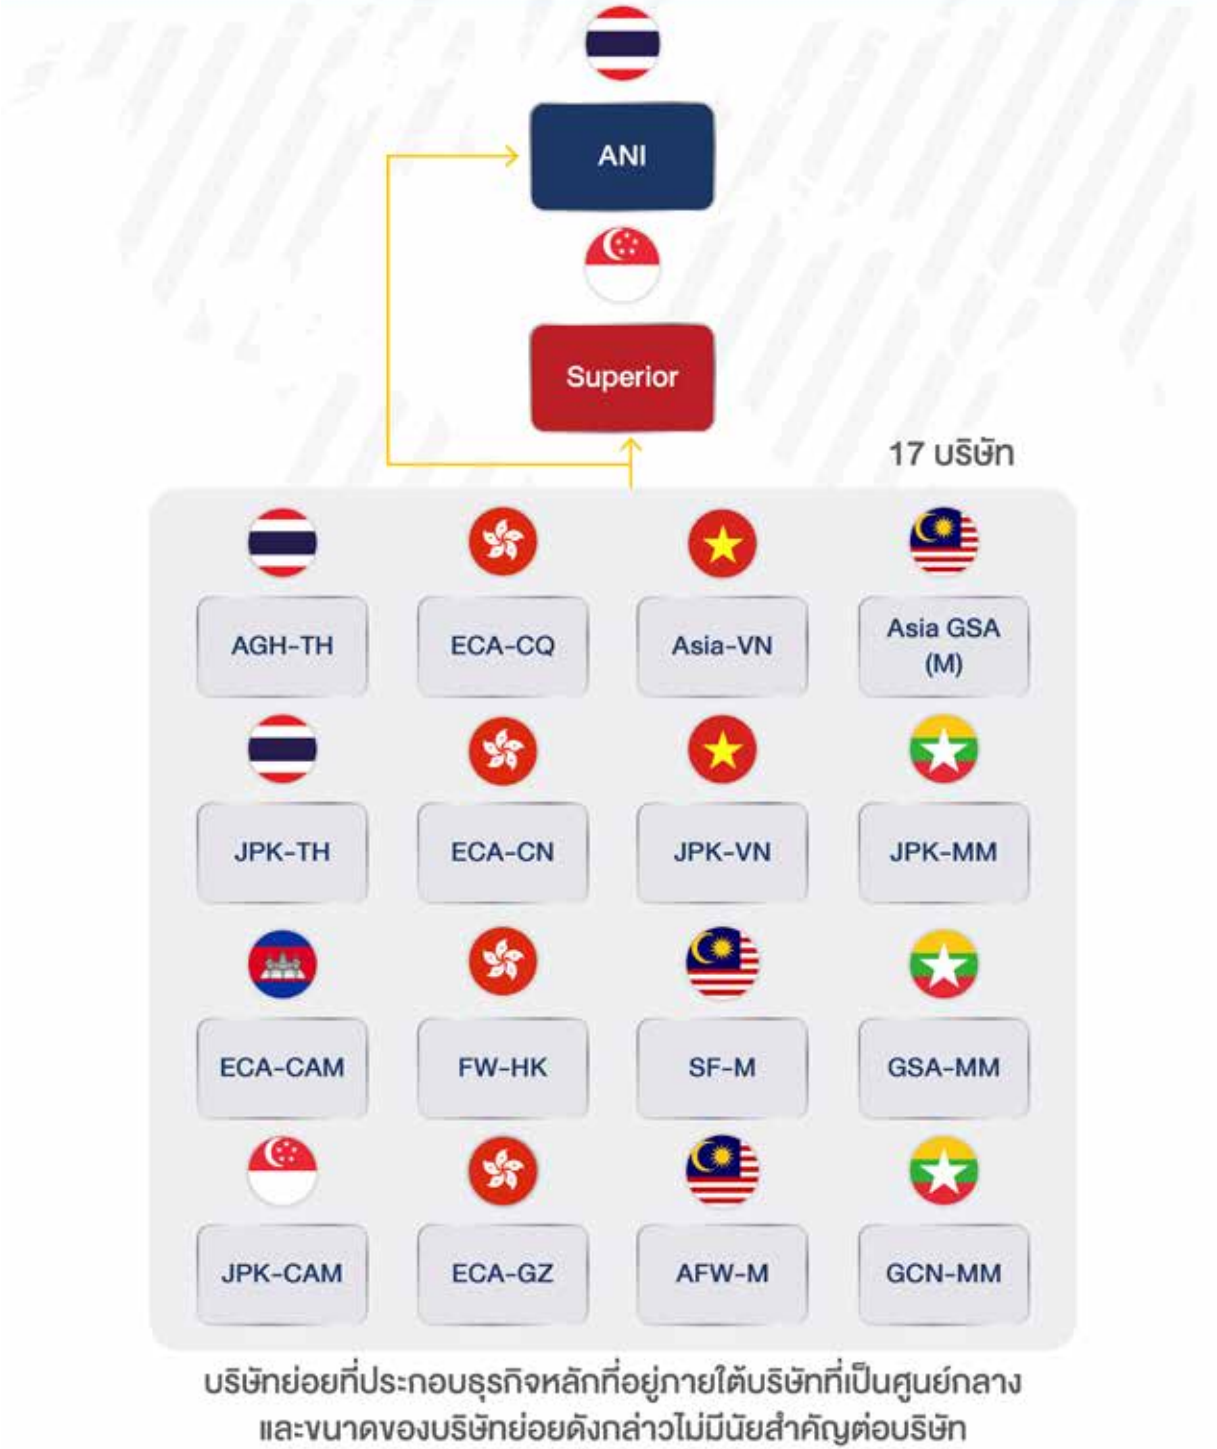 ANI
Superior
17 บริษัท
AGH-TH
ECA-CQ
Asia-VN
Asia GSA
(M)
JPK-TH
ECA-CN
JPK-VN
JPK-MM
ECA-CAM
FW-HK
SF-M
GSA-MM
JPK-CAM
ECA-GZ
AFW-M
GCN-MM
บริษัทย่อยที่ประกอบธุรกิจหลักที่อยู่ภายใต้บริษัทที่เป็นศูนย์กลาง
และขนาดของบริษัทย่อยดังกล่าวไม่มีนัยสำคัญต่อบริษัท